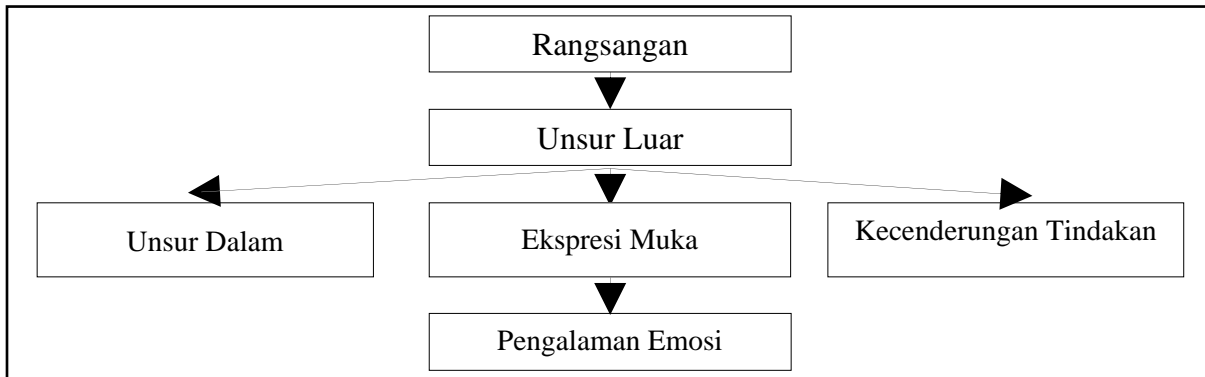 Rangsangan
Unsur Luar
Unsur Dalam
Ekspresi Muka
Kecenderungan Tindakan
Pengalaman Emosi